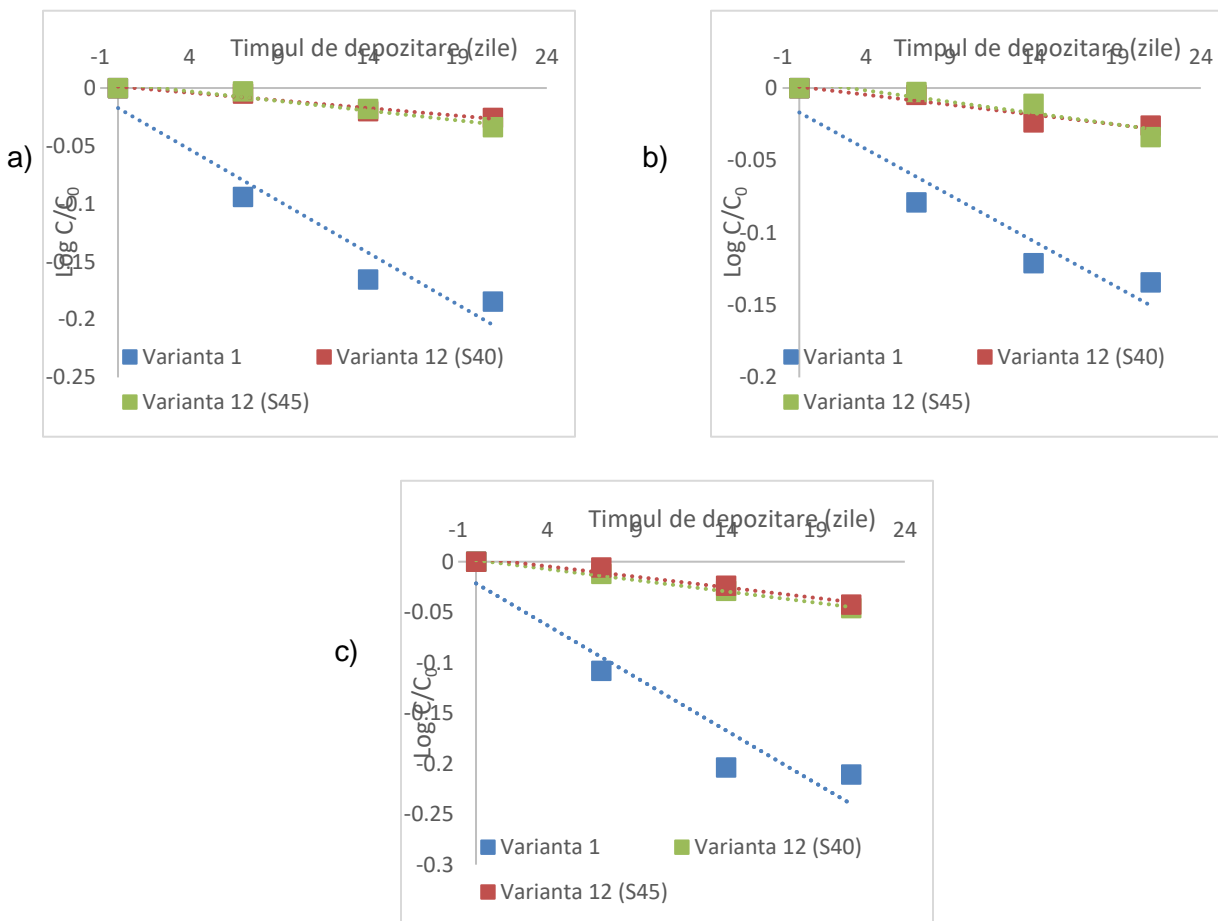 a)
Timpul de depozitare (zile)
-1 4 9 14 19 24
0
-0.05
-0.1
-0.15
-0.2
-0.25
Log C/C₀
Varianta 1 Varianta 12 (S40)
Varianta 12 (S45)
b)
Timpul de depozitare (zile)
-1 4 9 14 19 24
0
-0.05
-0.1
-0.15
-0.2
Log C/C₀
Varianta 1 Varianta 12 (S40)
Varianta 12 (S45)
c)
Timpul de depozitare (zile)
-1 4 9 14 19 24
0
-0.05
-0.1
-0.15
-0.2
-0.25
-0.3
Log C/C₀
Varianta 1 Varianta 12 (S40)
Varianta 12 (S45)